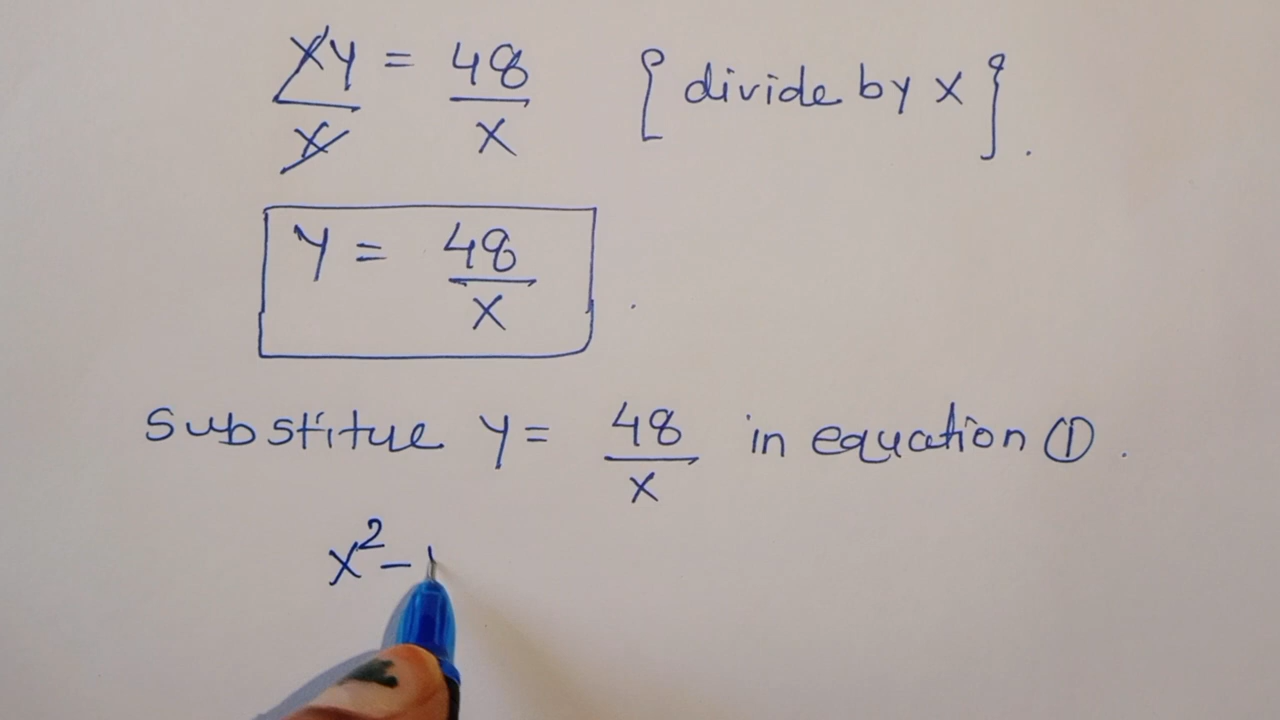 xy/x = 48/x {divide by x}.
y = 48/x .
Substitue y = 48/x in equation ① .
x² -